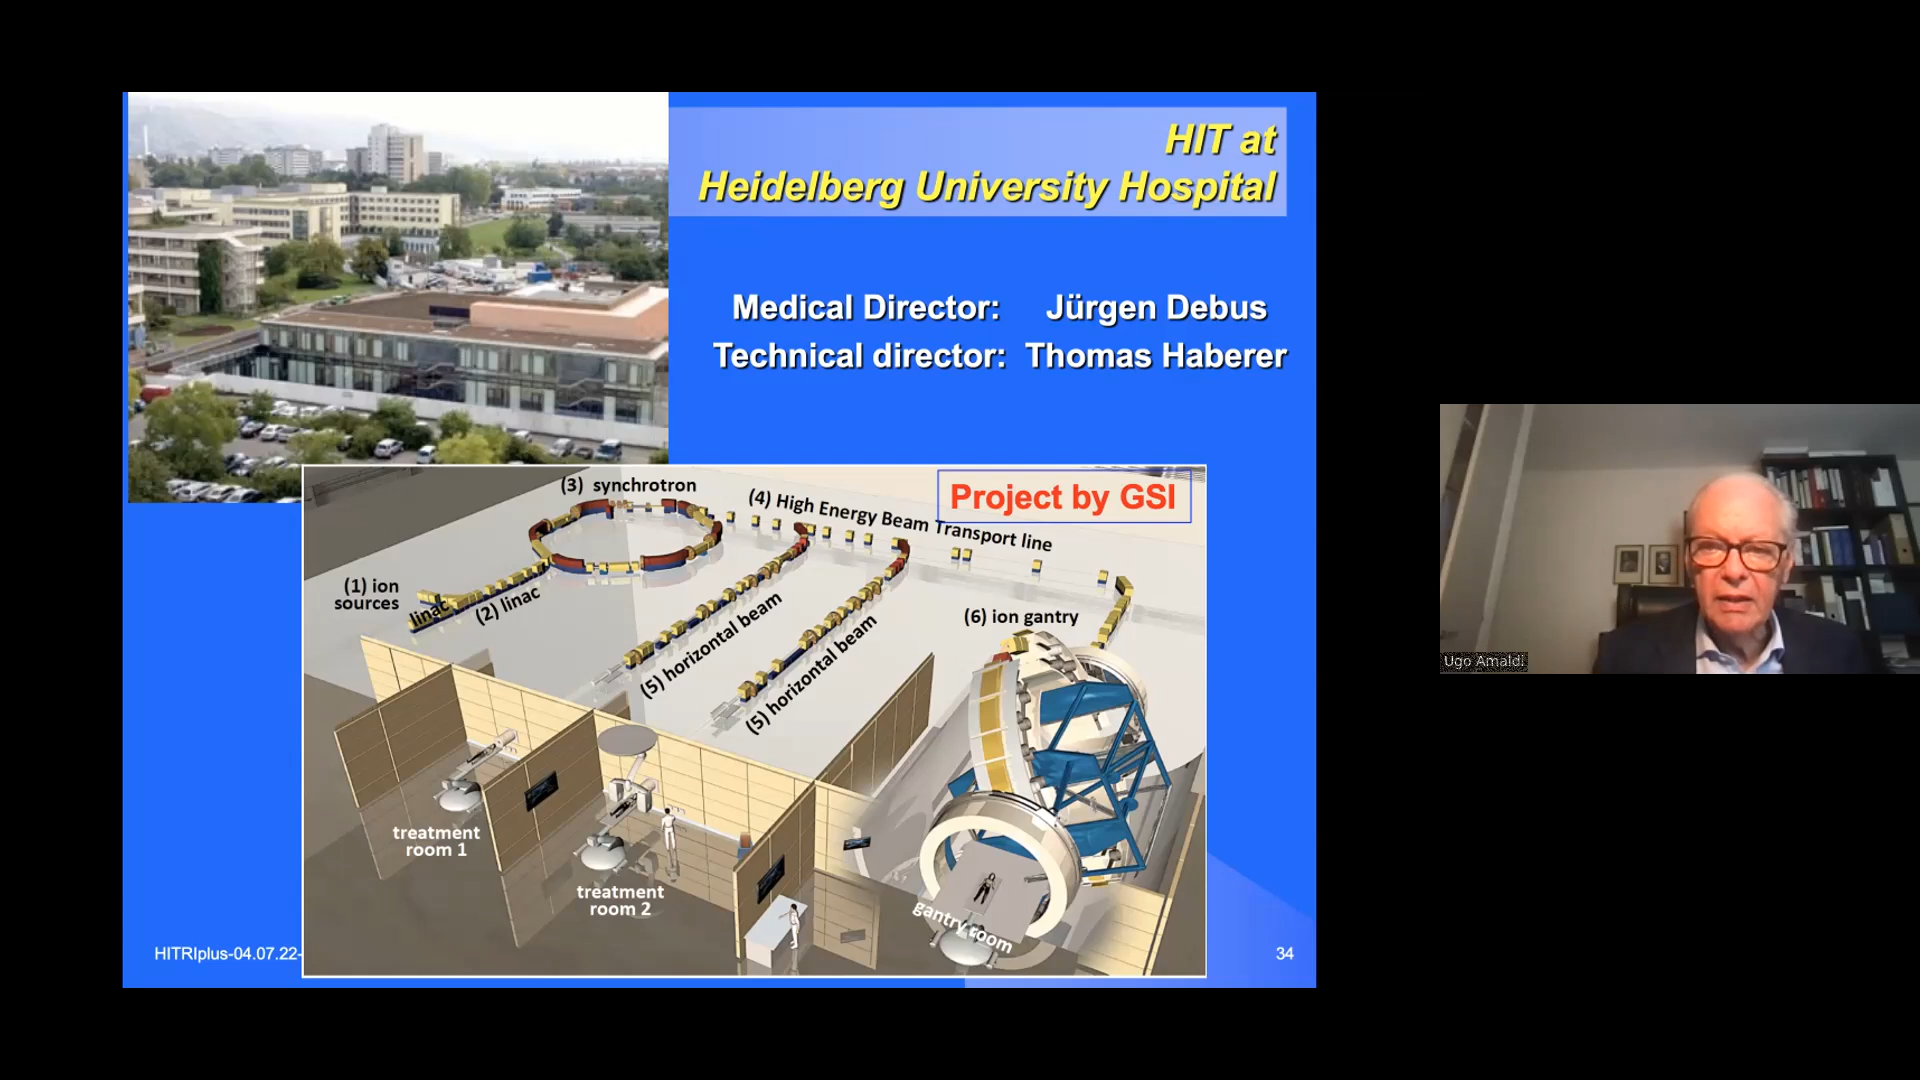 HIT at
Heidelberg University Hospital
Medical Director: Jürgen Debus
Technical director: Thomas Haberer
Project by GSI
(3) synchrotron
(4) High Energy Beam Transport line
(1) ion
sources
linac
(2) linac
(5) horizontal beam
(5) horizontal beam
(6) ion gantry
treatment
room 1
treatment
room 2
gantry room
HITRIplus-04.07.22-
34
Ugo Amaldi